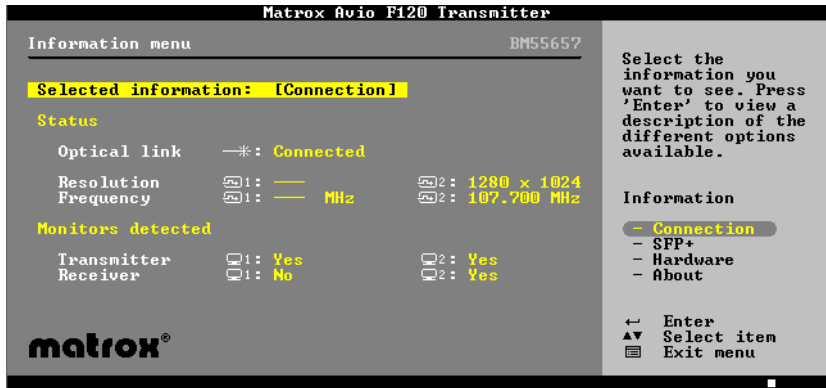 Matrox Avio F120 Transmitter
Information menu BM55657
Selected information: [Connection]
Status
Optical link : Connected
Resolution 1: — 2: 1280 x 1024
Frequency 1: — MHz 2: 107.700 MHz
Monitors detected
Transmitter 1: Yes 2: Yes
Receiver 1: No 2: Yes
matrox®
Select the
information you
want to see. Press
'Enter' to view a
description of the
different options
available.
Information
- Connection
- SFP+
- Hardware
- About
Enter
Select item
Exit menu